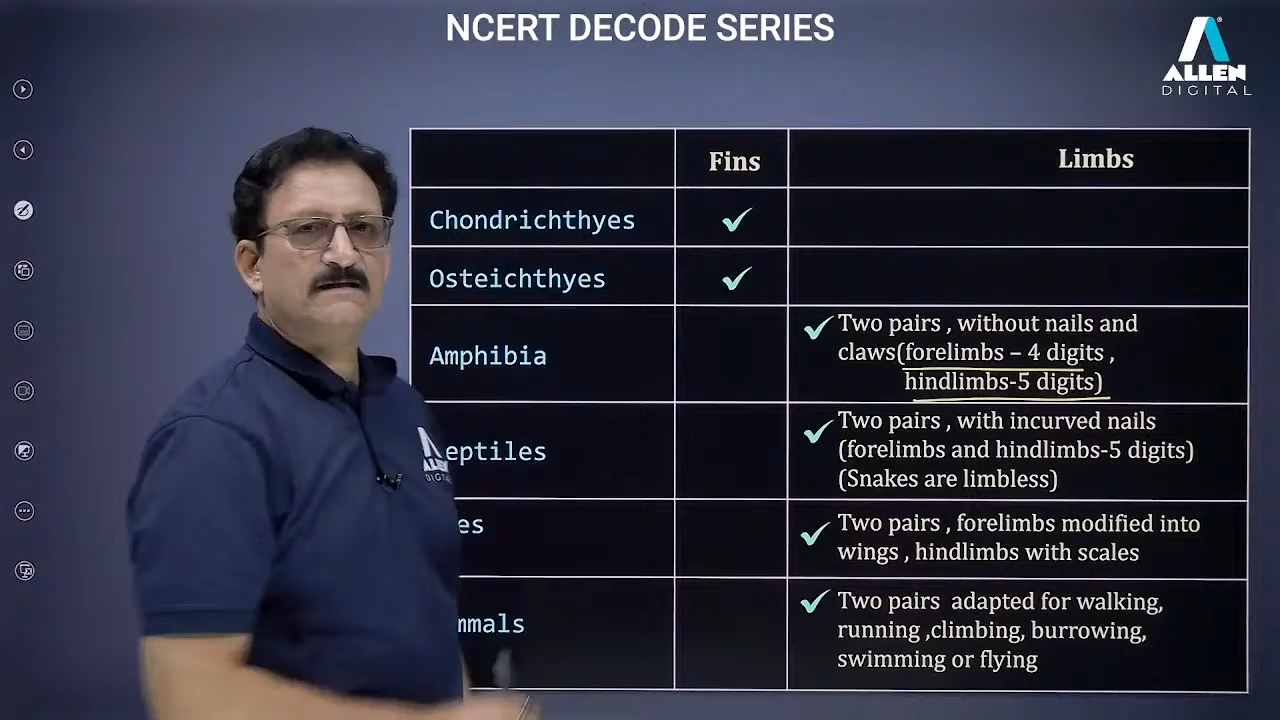 NCERT DECODE SERIES
ALLEN
DIGITAL
Fins
Limbs
Chondrichthyes
Osteichthyes
Amphibia
Two pairs , without nails and
claws(forelimbs – 4 digits ,
hindlimbs-5 digits)
eptiles
Two pairs , with incurved nails
(forelimbs and hindlimbs-5 digits)
(Snakes are limbless)
es
Two pairs , forelimbs modified into
wings , hindlimbs with scales
mmals
Two pairs adapted for walking,
running ,climbing, burrowing,
swimming or flying
ALLEN